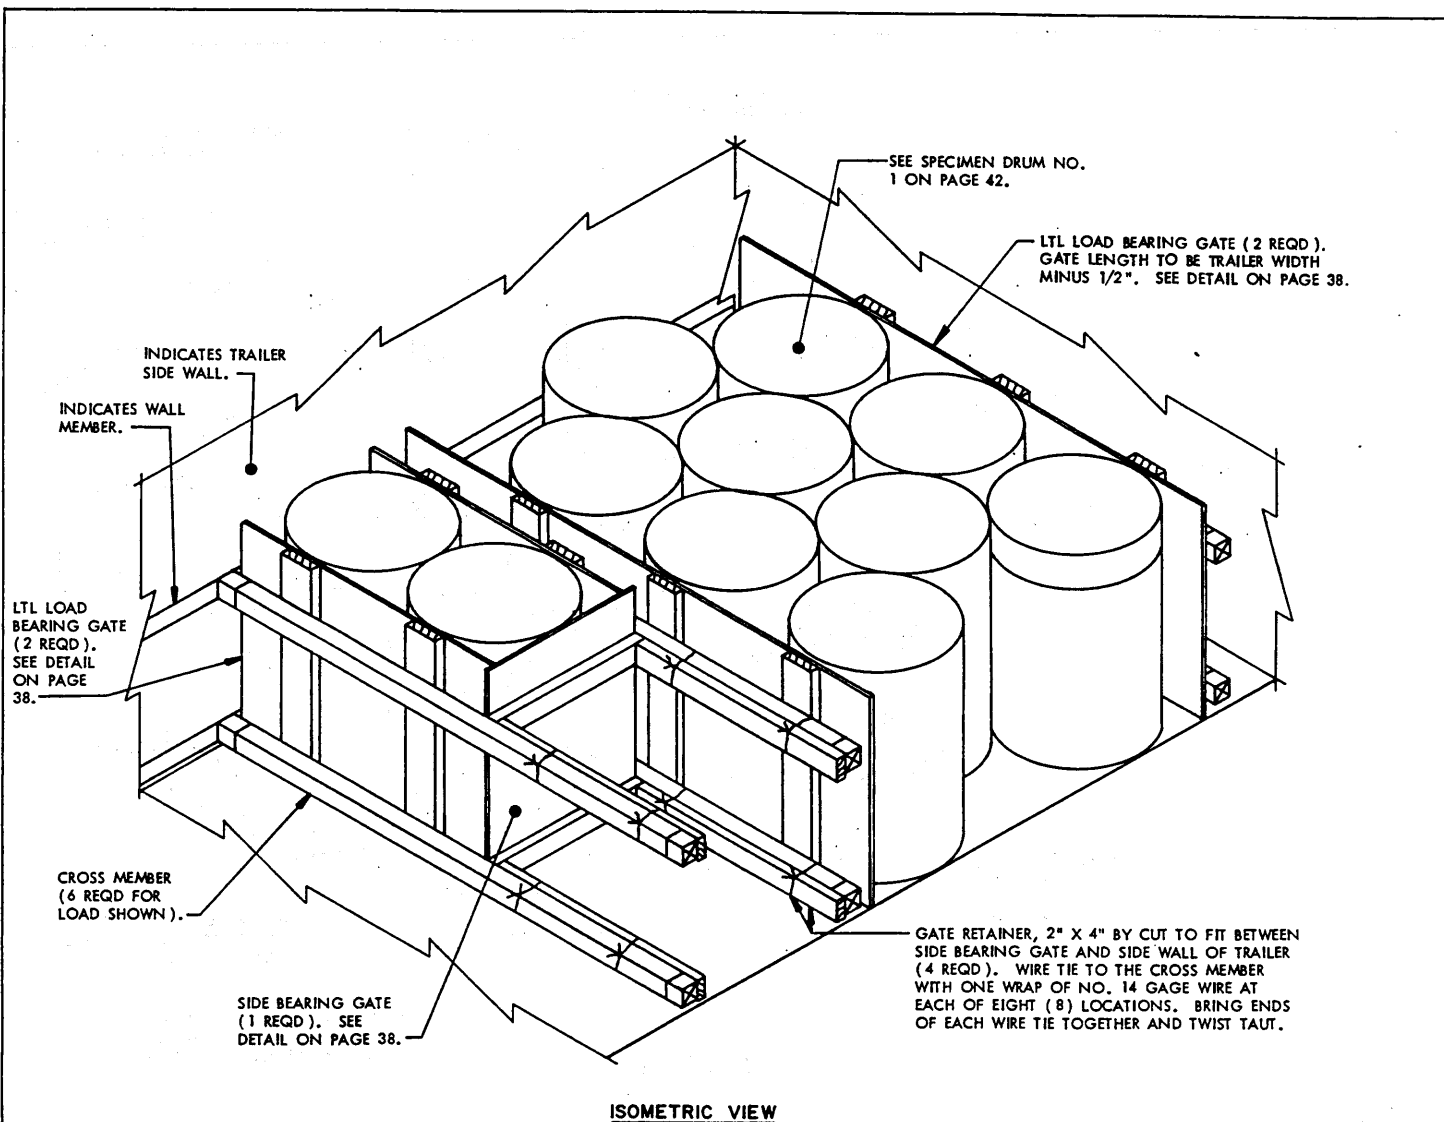 SEE SPECIMEN DRUM NO.
1 ON PAGE 42.
LTL LOAD BEARING GATE ( 2 REQD ).
GATE LENGTH TO BE TRAILER WIDTH
MINUS 1/2".  SEE DETAIL ON PAGE 38.
INDICATES TRAILER
SIDE WALL.
INDICATES WALL
MEMBER.
LTL LOAD
BEARING GATE
( 2 REQD ).
SEE DETAIL
ON PAGE
38.
CROSS MEMBER
(6 REQD FOR
LOAD SHOWN ).
SIDE BEARING GATE
( 1 REQD ).  SEE
DETAIL ON PAGE 38.
GATE RETAINER, 2" X 4" BY CUT TO FIT BETWEEN
SIDE BEARING GATE AND SIDE WALL OF TRAILER
( 4 REQD ).  WIRE TIE TO THE CROSS MEMBER
WITH ONE WRAP OF NO. 14 GAGE WIRE AT
EACH OF EIGHT ( 8 ) LOCATIONS.  BRING ENDS
OF EACH WIRE TIE TOGETHER AND TWIST TAUT.
ISOMETRIC VIEW